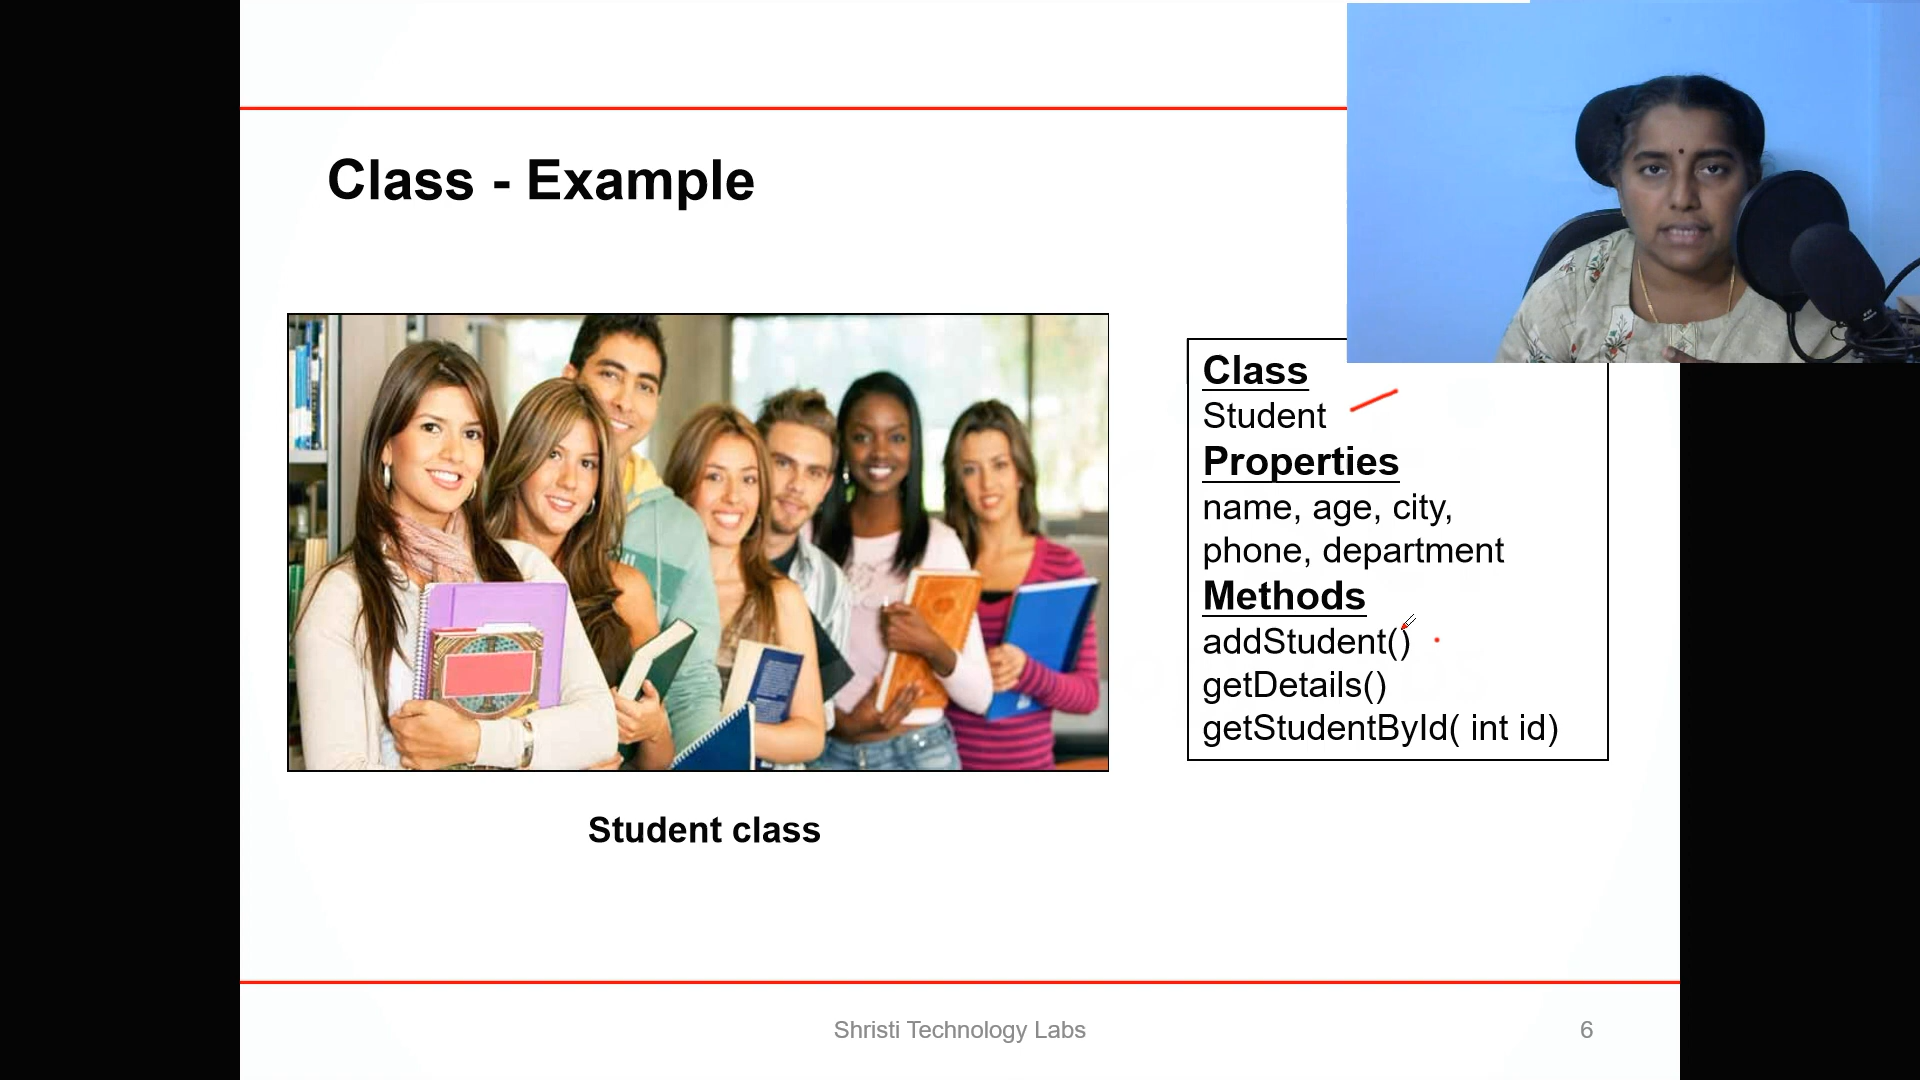 Class - Example
Class
Student
Properties
name, age, city,
phone, department
Methods
addStudent()
getDetails()
getStudentById( int id)
Student class
Shristi Technology Labs
6